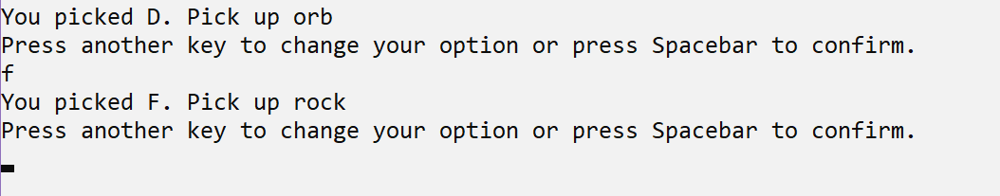 You picked D. Pick up orb
Press another key to change your option or press Spacebar to confirm.
f
You picked F. Pick up rock
Press another key to change your option or press Spacebar to confirm.